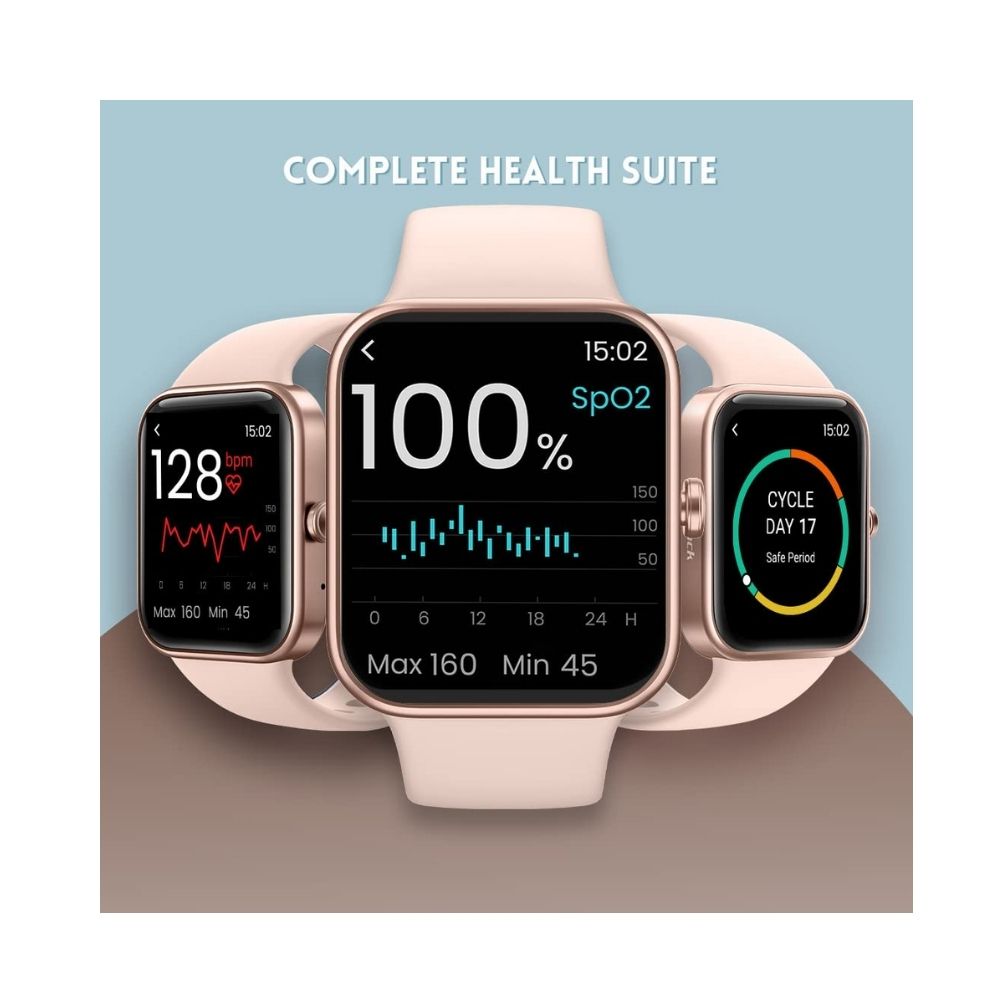 COMPLETE HEALTH SUITE
15:02
128 bpm
150
100
50
0 6 12 18 24 H
Max 160 Min 45
15:02
100% SpO2
150
100
50
0 6 12 18 24 H
Max 160 Min 45
15:02
CYCLE
DAY 17
Safe Period